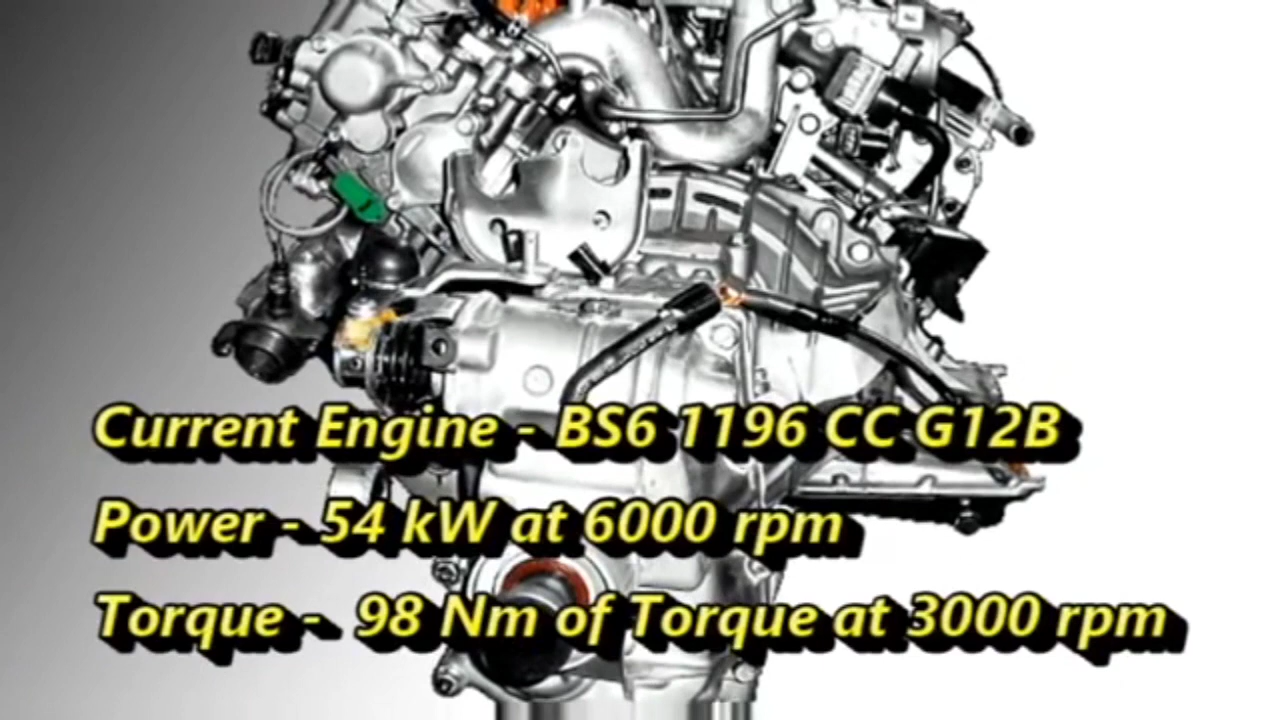 Current Engine - BS6 1196 CC G12B
Power - 54 kW at 6000 rpm
Torque - 98 Nm of Torque at 3000 rpm